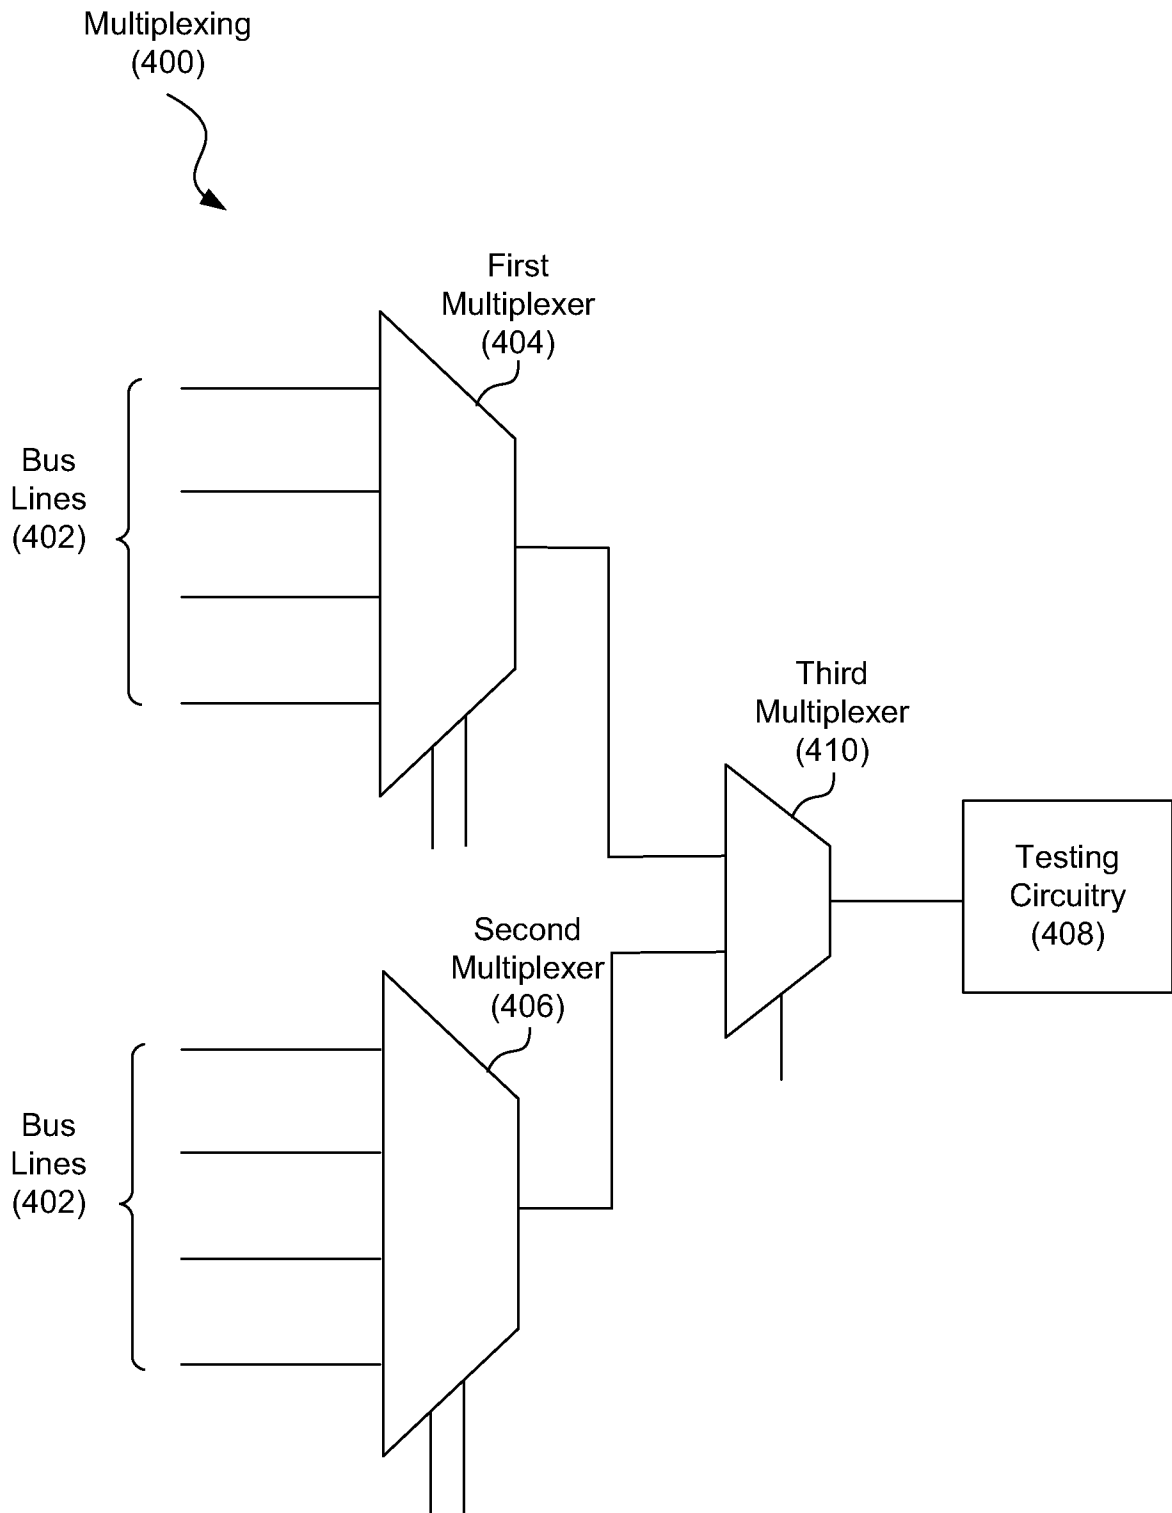 Multiplexing
(400)
First
Multiplexer
(404)
Bus
Lines
(402)
Third
Multiplexer
(410)
Testing
Circuitry
(408)
Second
Multiplexer
(406)
Bus
Lines
(402)